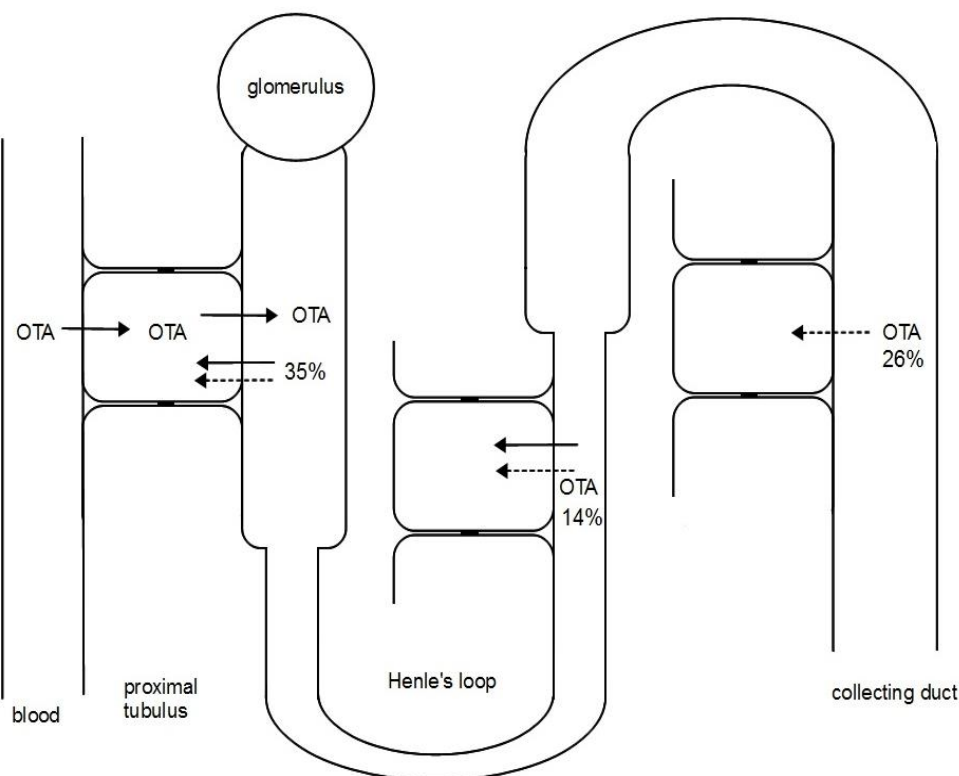 glomerulus
OTA
OTA
OTA
35%
OTA
14%
OTA
26%
Henle's loop
proximal
tubulus
blood
collecting duct